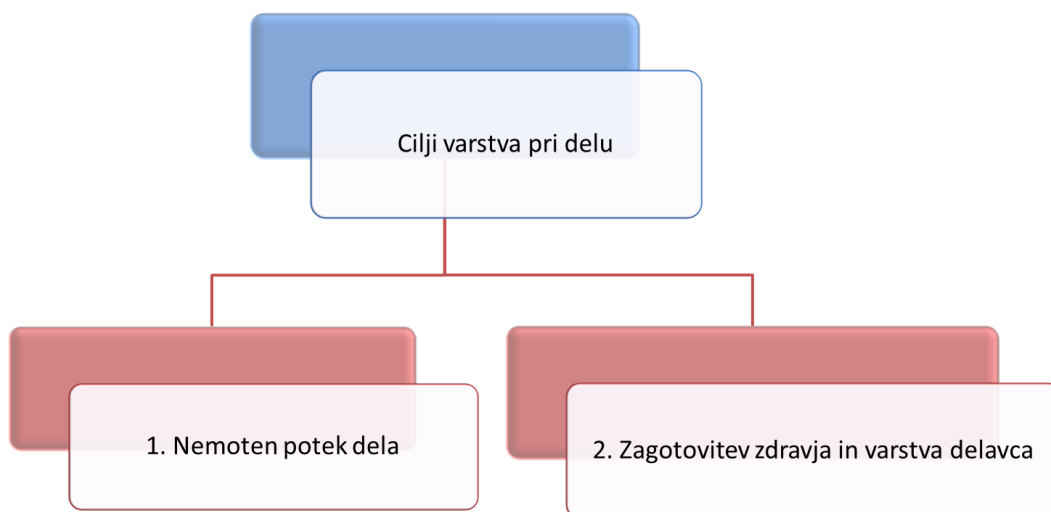 Cilji varstva pri delu
1. Nemoten potek dela
2. Zagotovitev zdravja in varstva delavca